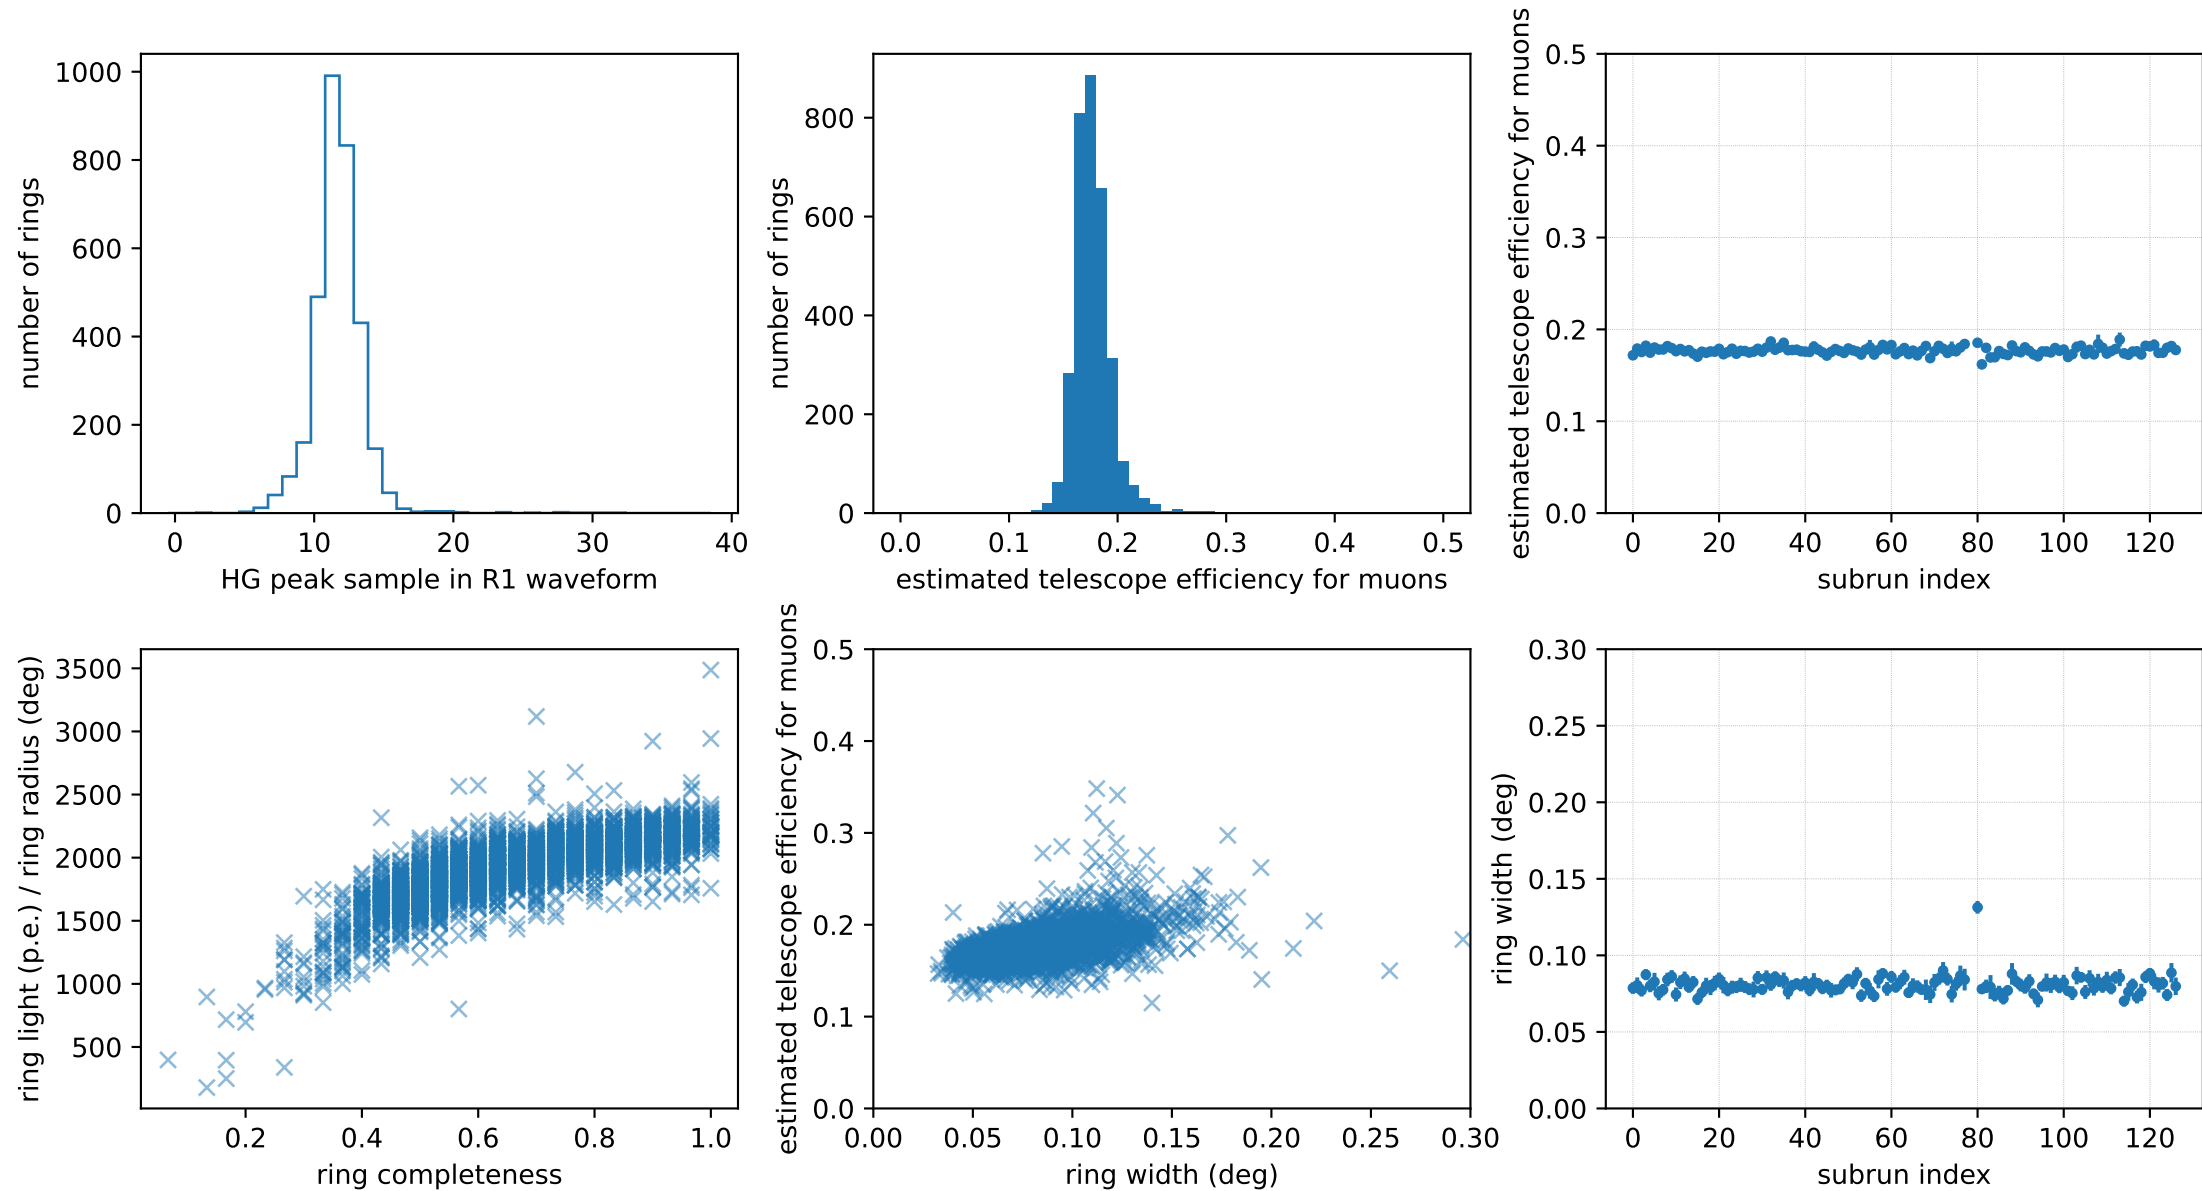 1000
800
600
400
200
0
number of rings
0 10 20 30 40
HG peak sample in R1 waveform
800
600
400
200
0
number of rings
0.0 0.1 0.2 0.3 0.4 0.5
estimated telescope efficiency for muons
0.5
0.4
0.3
0.2
0.1
0.0
estimated telescope efficiency for muons
0 20 40 60 80 100 120
subrun index
3500
3000
2500
2000
1500
1000
500
ring light (p.e.) / ring radius (deg)
0.2 0.4 0.6 0.8 1.0
ring completeness
0.5
0.4
0.3
0.2
0.1
0.0
estimated telescope efficiency for muons
0.00 0.05 0.10 0.15 0.20 0.25 0.30
ring width (deg)
0.30
0.25
0.20
0.15
0.10
0.05
0.00
ring width (deg)
0 20 40 60 80 100 120
subrun index